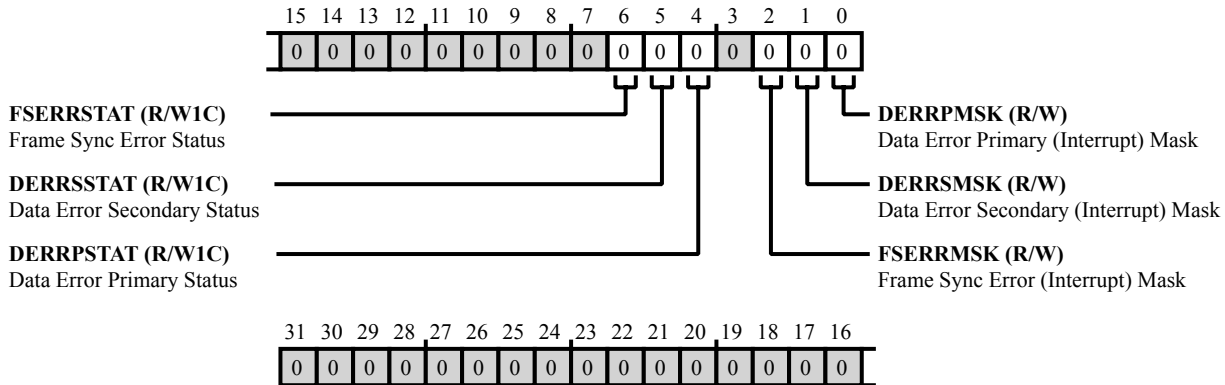 15 14 13 12 11 10 9 8 7 6 5 4 3 2 1 0
0 0 0 0 0 0 0 0 0 0 0 0 0 0 0 0
FSERRSTAT (R/W1C)
Frame Sync Error Status
DERRSSTAT (R/W1C)
Data Error Secondary Status
DERRPSTAT (R/W1C)
Data Error Primary Status
DERRPMSK (R/W)
Data Error Primary (Interrupt) Mask
DERRSMSK (R/W)
Data Error Secondary (Interrupt) Mask
FSERRMSK (R/W)
Frame Sync Error (Interrupt) Mask
31 30 29 28 27 26 25 24 23 22 21 20 19 18 17 16
0 0 0 0 0 0 0 0 0 0 0 0 0 0 0 0